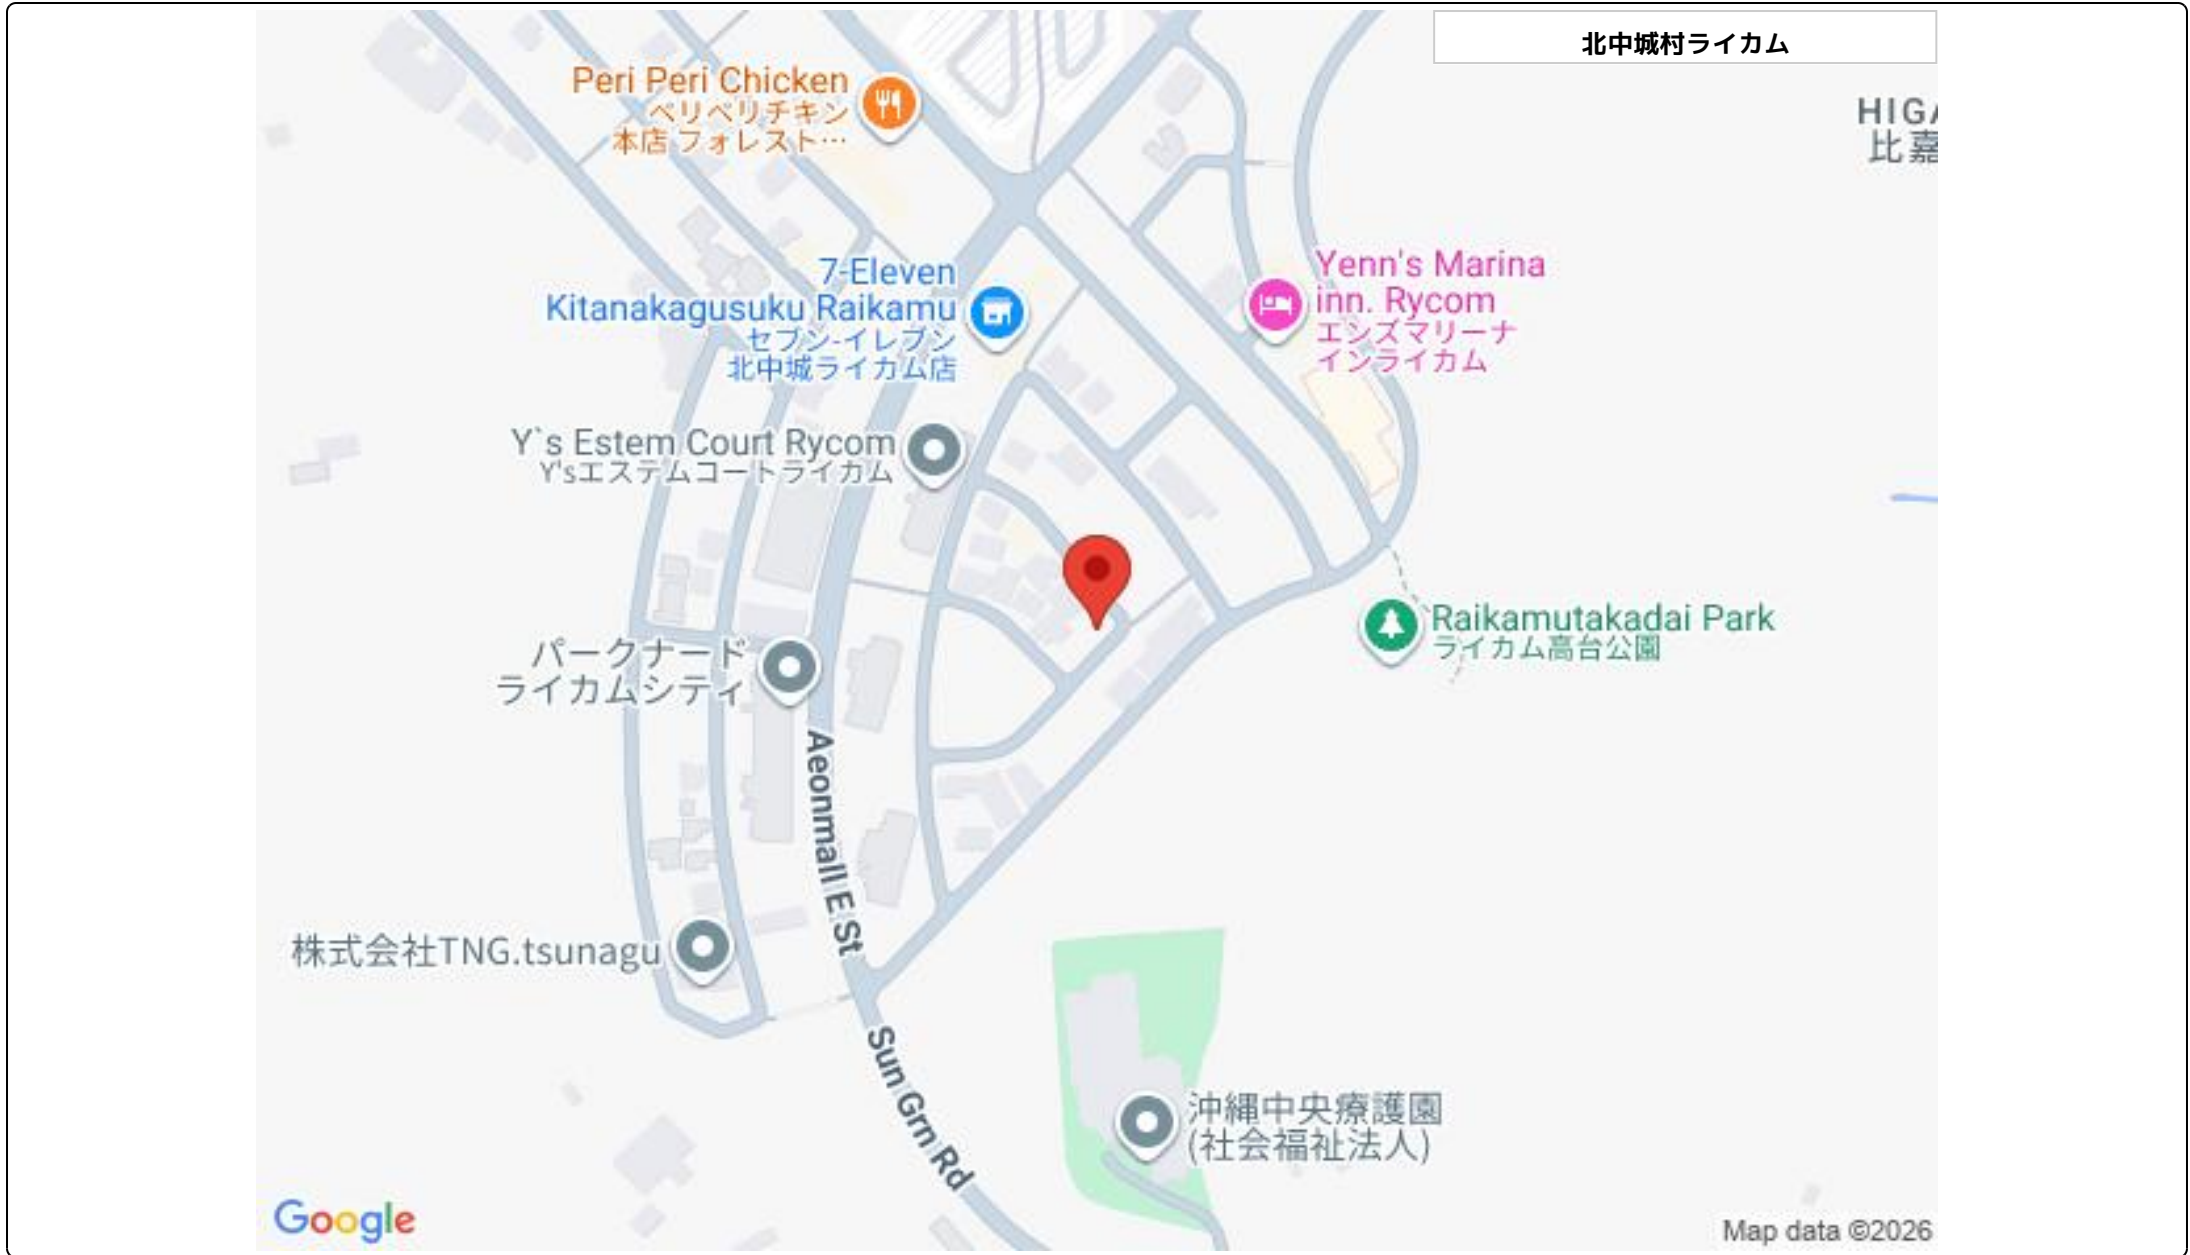 北中城村ライカム
Peri Peri Chicken
ペリペリチキン
本店 フォレスト…
比嘉
7-Eleven
Kitanakagusuku Raikamu
セブン-イレブン
北中城ライカム店
Yenn's Marina
inn. Rycom
エンズマリーナ
インライカム
Y`s Estem Court Rycom
Y'sエステムコートライカム
Raikamutakadai Park
ライカム高台公園
パークナード
ライカムシティ
Aeonmall E St
株式会社TNG.tsunagu
Sun Grn Rd
沖縄中央療護園
(社会福祉法人)
Google
Map data ©2026